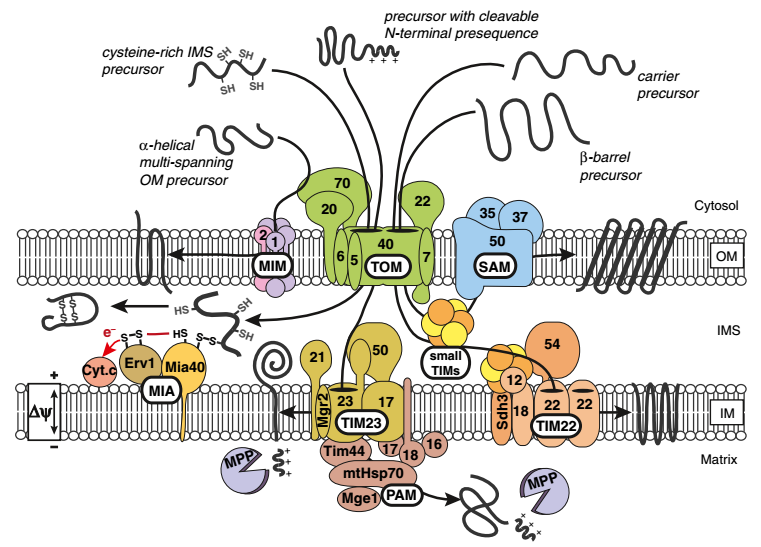 precursor with cleavable
N-terminal presequence
cysteine-rich IMS
precursor
SH
SH
SH
SH
+ + +
carrier
precursor
α-helical
multi-spanning
OM precursor
β-barrel
precursor
70
20
22
Cytosol
35
37
2
1
40
50
6
5
7
MIM
TOM
SAM
OM
HS
SH
SH
S
S
S
S
IMS
e−
S
S
HS
S
S
Cyt.c
Erv1
Mia40
MIA
small
TIMs
21
50
54
12
+
Δψ
−
Mgr2
23
17
TIM23
Sdh3
18
22
22
TIM22
IM
Tim44
17
18
16
Matrix
MPP
+
+
+
mtHsp70
Mge1
PAM
MPP
+
+
+